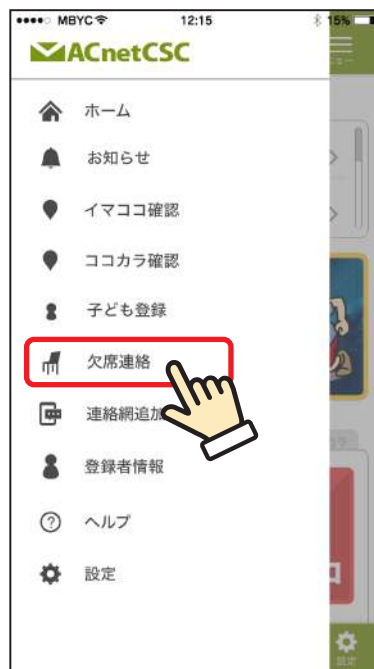 MBYC 12:15 15%
ACnetCSC
ホーム
お知らせ
イマココ確認
ココカラ確認
子ども登録
欠席連絡
連絡網追加
登録者情報
ヘルプ
設定
設定